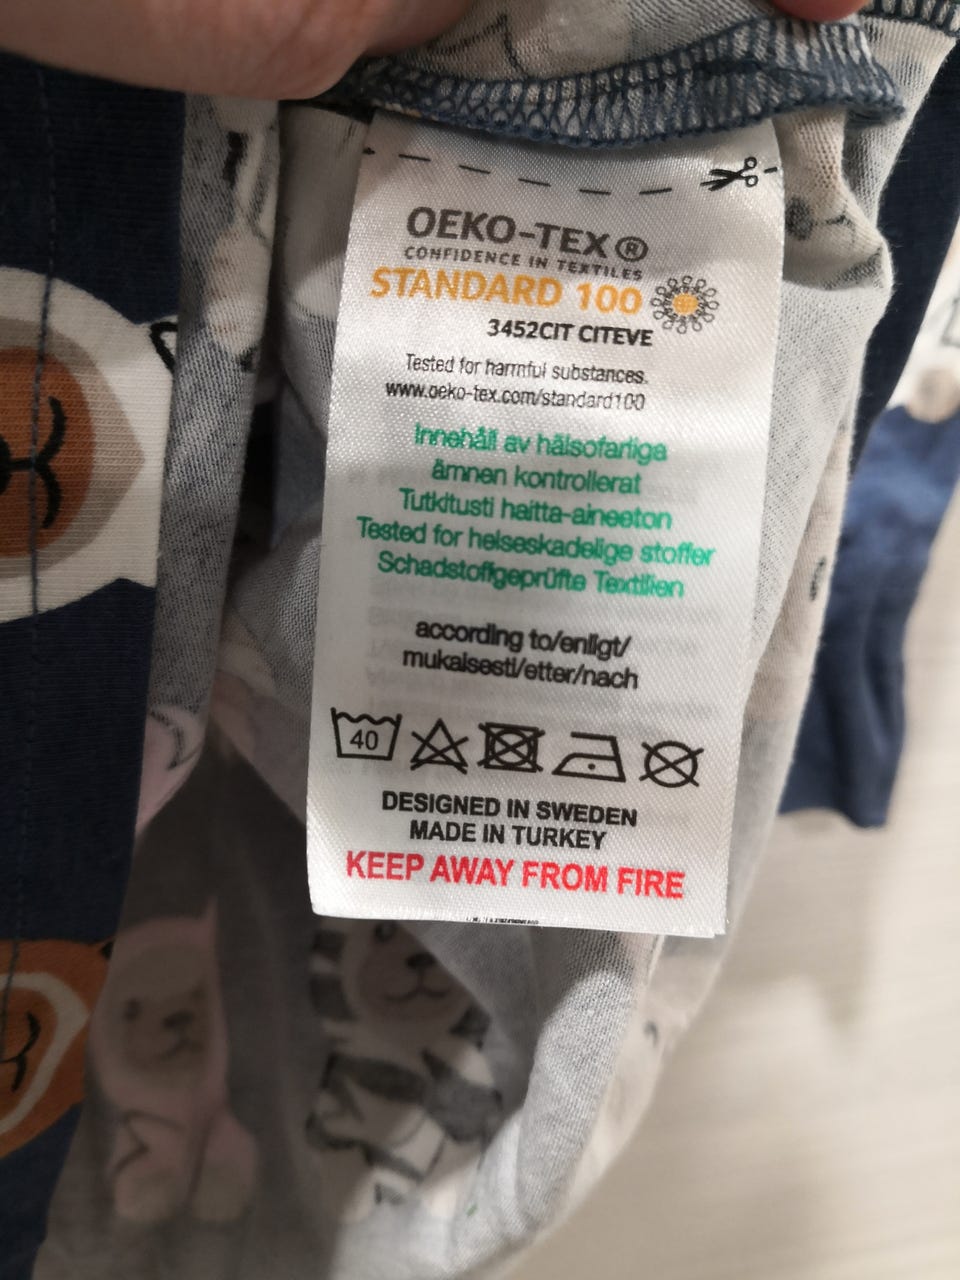 OEKO-TEX®
CONFIDENCE IN TEXTILES
STANDARD 100
3452CIT CITEVE
Tested for harmful substances.
www.oeko-tex.com/standard100
Innehåll av hälsofarliga
ämnen kontrollerat
Tutkitusti haitta-aineeton
Tested for helseskadelige stoffer
Schadstoffgeprüfte Textilien
according to/enligt/
mukaisesti/etter/nach
40
DESIGNED IN SWEDEN
MADE IN TURKEY
KEEP AWAY FROM FIRE